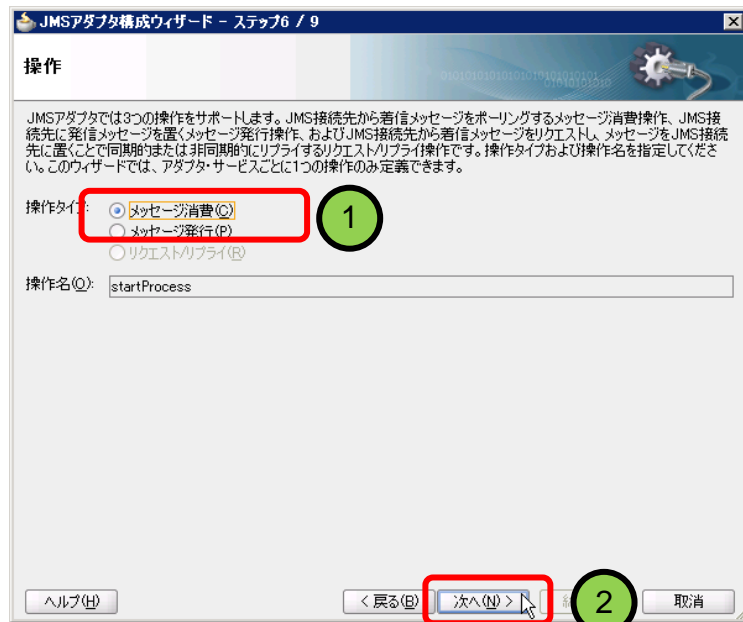 JMSアダプタ構成ウィザード - ステップ6 / 9
操作
JMSアダプタでは3つの操作をサポートします。JMS接続先から着信メッセージをポーリングするメッセージ消費操作、JMS接
続先に発信メッセージを置くメッセージ発行操作、およびJMS接続先から着信メッセージをリクエストし、メッセージをJMS接続
先に置くことで同期的または非同期的にリプライするリクエスト/リプライ操作です。操作タイプおよび操作名を指定してくださ
い。このウィザードでは、アダプタ・サービスごとに1つの操作のみ定義できます。
操作タイプ:
メッセージ消費(C)
1
メッセージ発行(P)
リクエスト/リプライ(R)
操作名(O): startProcess
ヘルプ(H) < 戻る(B) 次へ(N) > 2 取消